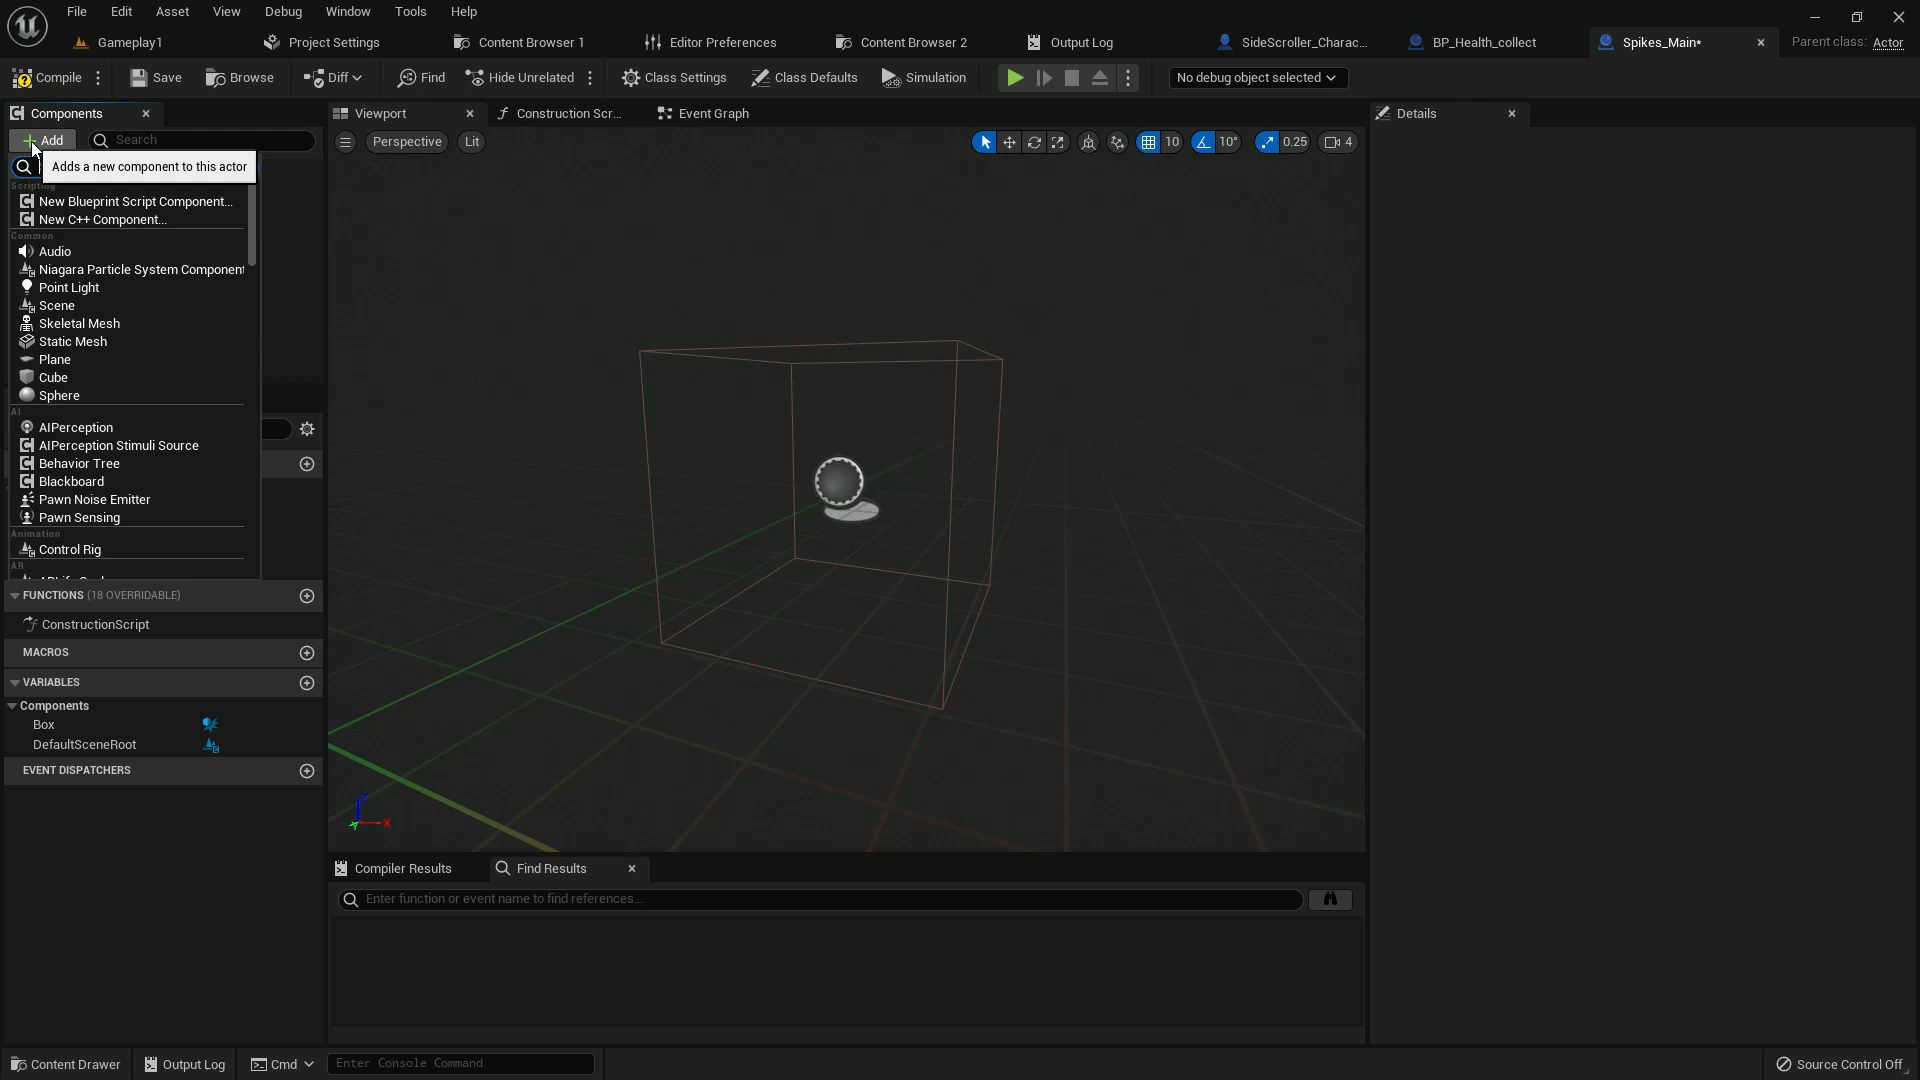 File Edit Asset View Debug Window Tools Help
Gameplay1 Project Settings Content Browser 1 Editor Preferences Content Browser 2 Output Log SideScroller_Charac... BP_Health_collect Spikes_Main* Parent class: Actor
Compile Save Browse Diff Find Hide Unrelated Class Settings Class Defaults Simulation No debug object selected
Components Viewport Construction Scr... Event Graph Details
Add Search Perspective Lit 10 10° 0.25 4
Adds a new component to this actor
Scripting
New Blueprint Script Component...
New C++ Component...
Common
Audio
Niagara Particle System Component
Point Light
Scene
Skeletal Mesh
Static Mesh
Plane
Cube
Sphere
AI
AIPerception
AIPerception Stimuli Source
Behavior Tree
Blackboard
Pawn Noise Emitter
Pawn Sensing
Animation
Control Rig
AR
FUNCTIONS (18 OVERRIDABLE)
ConstructionScript
MACROS
VARIABLES
Components
Box
DefaultSceneRoot
EVENT DISPATCHERS
X
Compiler Results Find Results
Enter function or event name to find references...
Content Drawer Output Log Cmd Enter Console Command Source Control Off